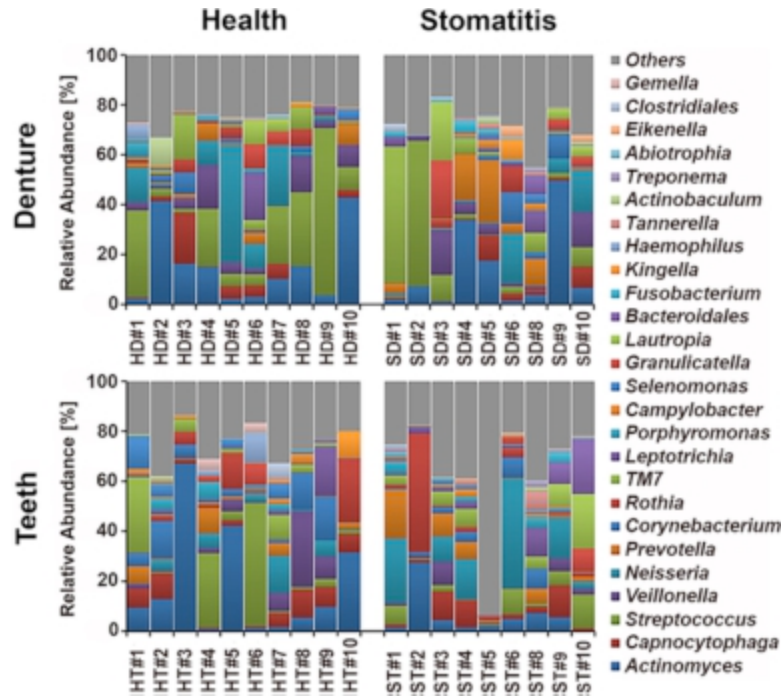 Health
Stomatitis
Denture
Relative Abundance [%]
100
80
60
40
20
0
HD#1
HD#2
HD#3
HD#4
HD#5
HD#6
HD#7
HD#8
HD#9
HD#10
SD#1
SD#2
SD#3
SD#4
SD#5
SD#6
SD#8
SD#9
SD#10
Teeth
Relative Abundance [%]
100
80
60
40
20
0
HT#1
HT#2
HT#3
HT#4
HT#5
HT#6
HT#7
HT#8
HT#9
HT#10
ST#1
ST#2
ST#3
ST#4
ST#5
ST#6
ST#8
ST#9
ST#10
Others
Gemella
Clostridiales
Eikenella
Abiotrophia
Treponema
Actinobaculum
Tannerella
Haemophilus
Kingella
Fusobacterium
Bacteroidales
Lautropia
Granulicatella
Selenomonas
Campylobacter
Porphyromonas
Leptotrichia
TM7
Rothia
Corynebacterium
Prevotella
Neisseria
Veillonella
Streptococcus
Capnocytophaga
Actinomyces